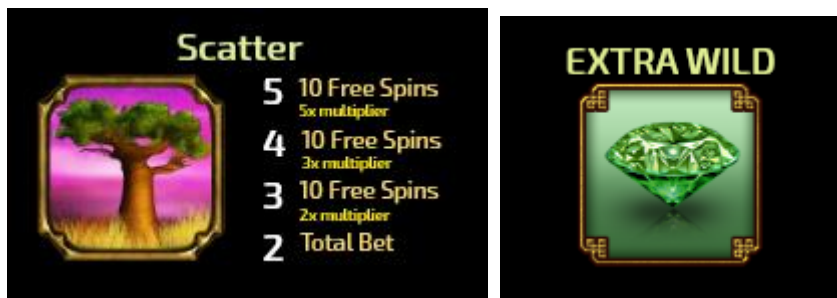 Scatter
5 10 Free Spins
5x multiplier
4 10 Free Spins
3x multiplier
3 10 Free Spins
2x multiplier
2 Total Bet
EXTRA WILD